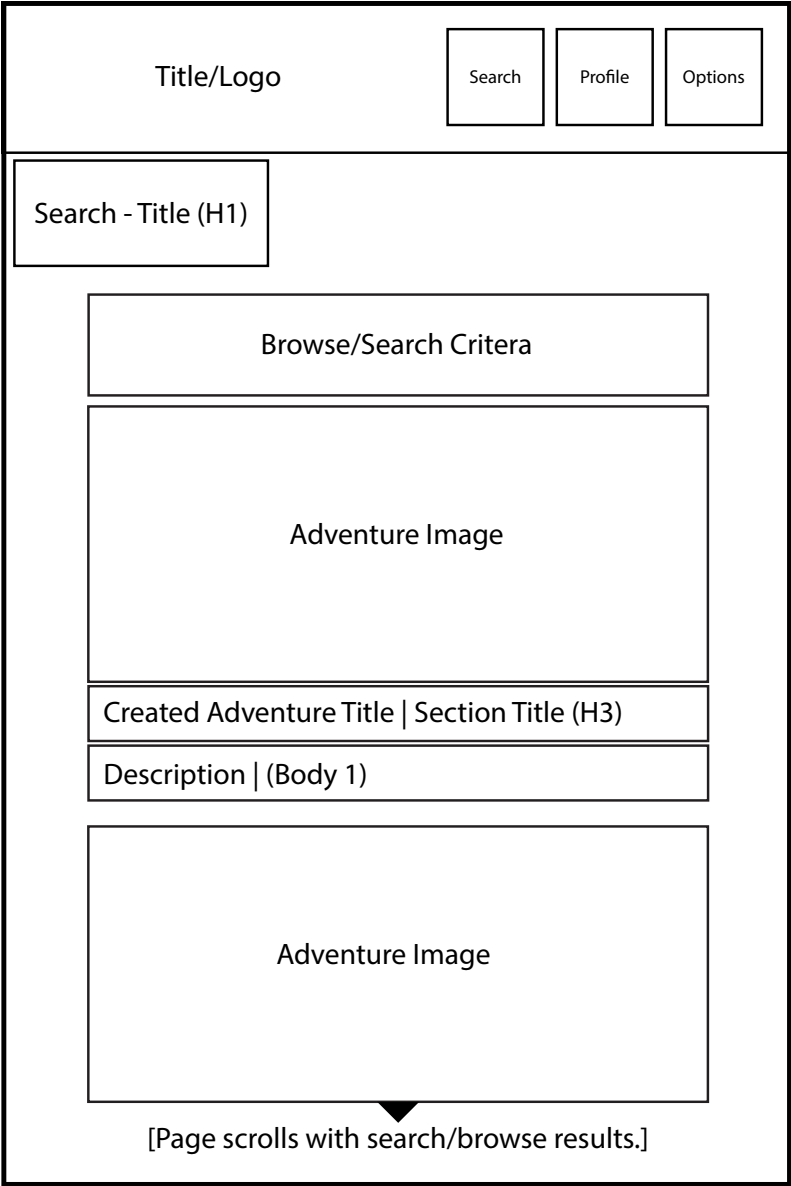 Title/Logo
Search
Profile
Options
Search - Title (H1)
Browse/Search Critera
Adventure Image
Created Adventure Title | Section Title (H3)
Description | (Body 1)
Adventure Image
[Page scrolls with search/browse results.]